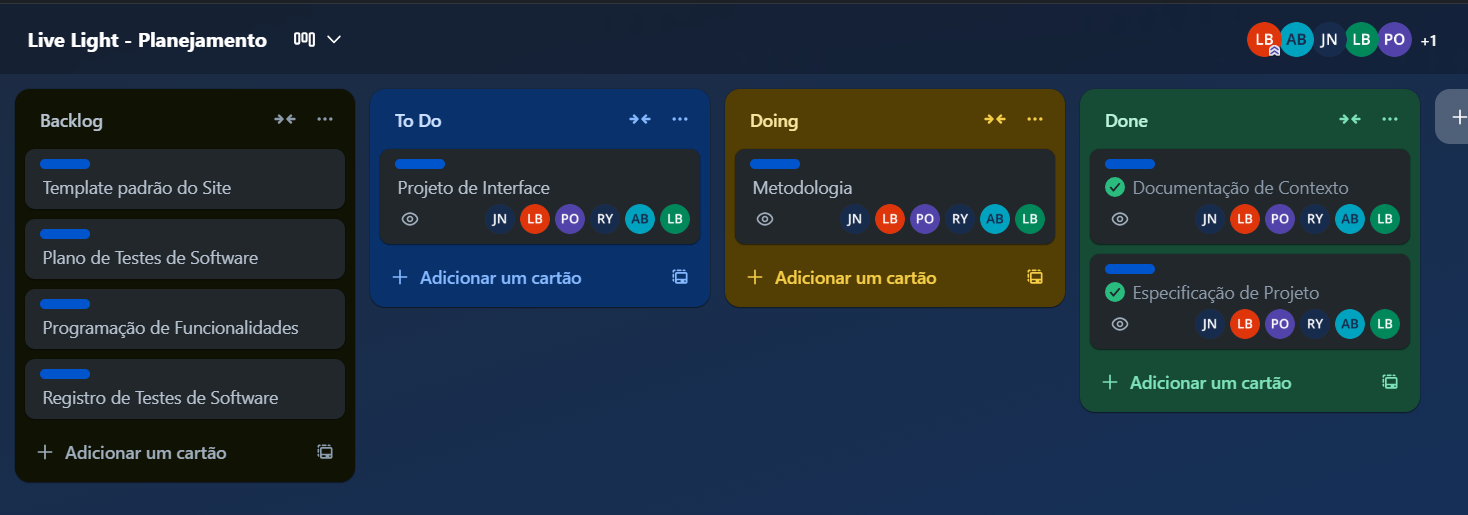 Live Light - Planejamento
LB AB JN LB PO +1
Backlog
Template padrão do Site
Plano de Testes de Software
Programação de Funcionalidades
Registro de Testes de Software
Adicionar um cartão
To Do
Projeto de Interface
JN LB PO RY AB LB
Adicionar um cartão
Doing
Metodologia
JN LB PO RY AB LB
Adicionar um cartão
Done
Documentação de Contexto
JN LB PO RY AB LB
Especificação de Projeto
JN LB PO RY AB LB
Adicionar um cartão